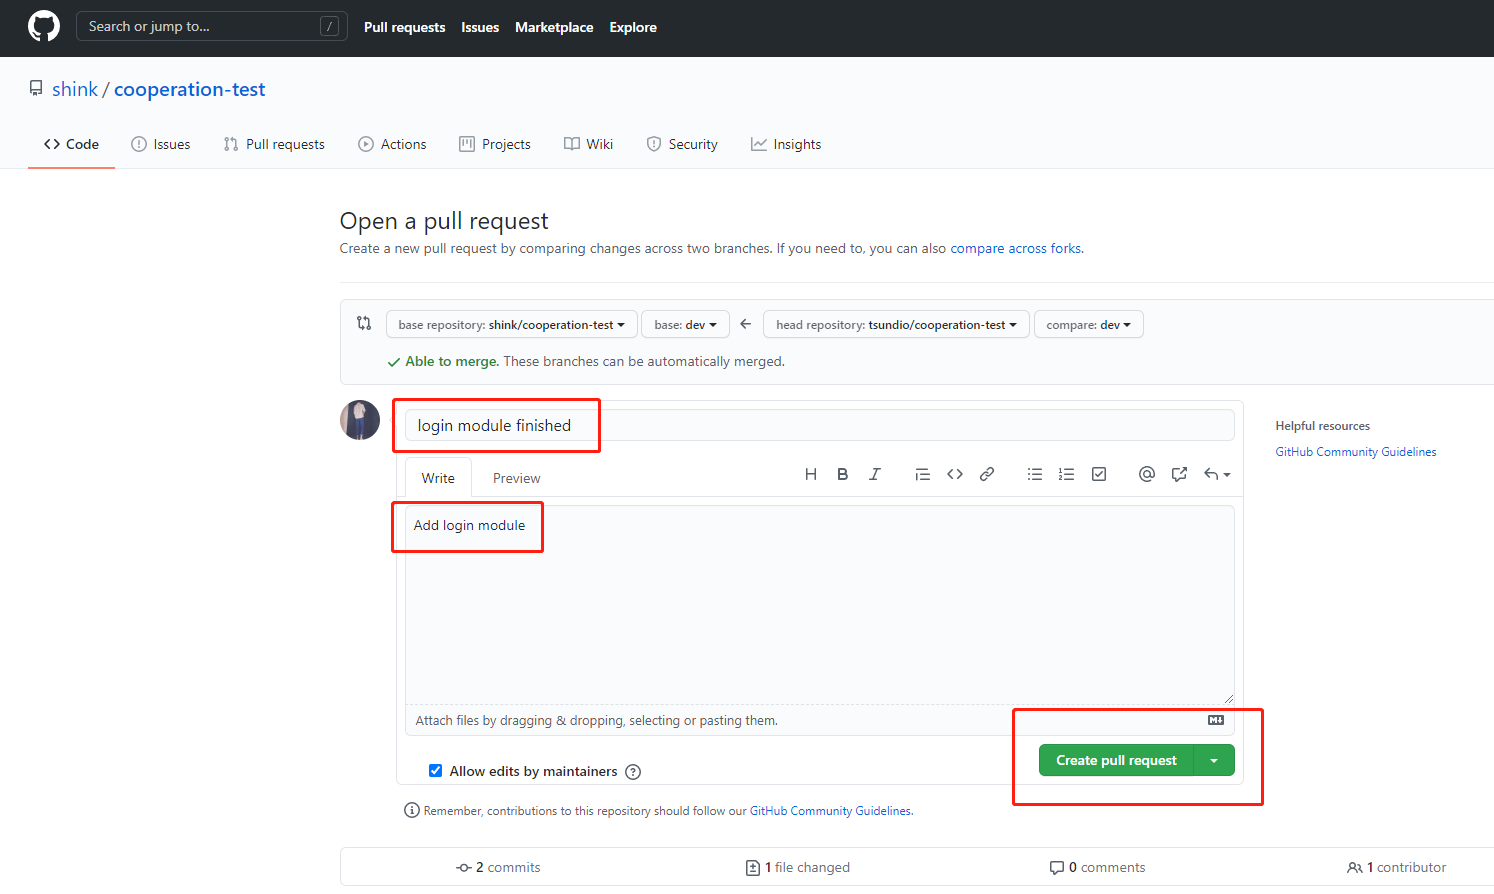 Search or jump to... /
Pull requests Issues Marketplace Explore
shink / cooperation-test
Code Issues Pull requests Actions Projects Wiki Security Insights
Open a pull request
Create a new pull request by comparing changes across two branches. If you need to, you can also compare across forks.
base repository: shink/cooperation-test base: dev ← head repository: tsundio/cooperation-test compare: dev
Able to merge. These branches can be automatically merged.
login module finished
Helpful resources
GitHub Community Guidelines
Write Preview H B I @
Add login module
Attach files by dragging & dropping, selecting or pasting them.
M↓
Create pull request
Allow edits by maintainers ?
Remember, contributions to this repository should follow our GitHub Community Guidelines.
2 commits 1 file changed 0 comments 1 contributor